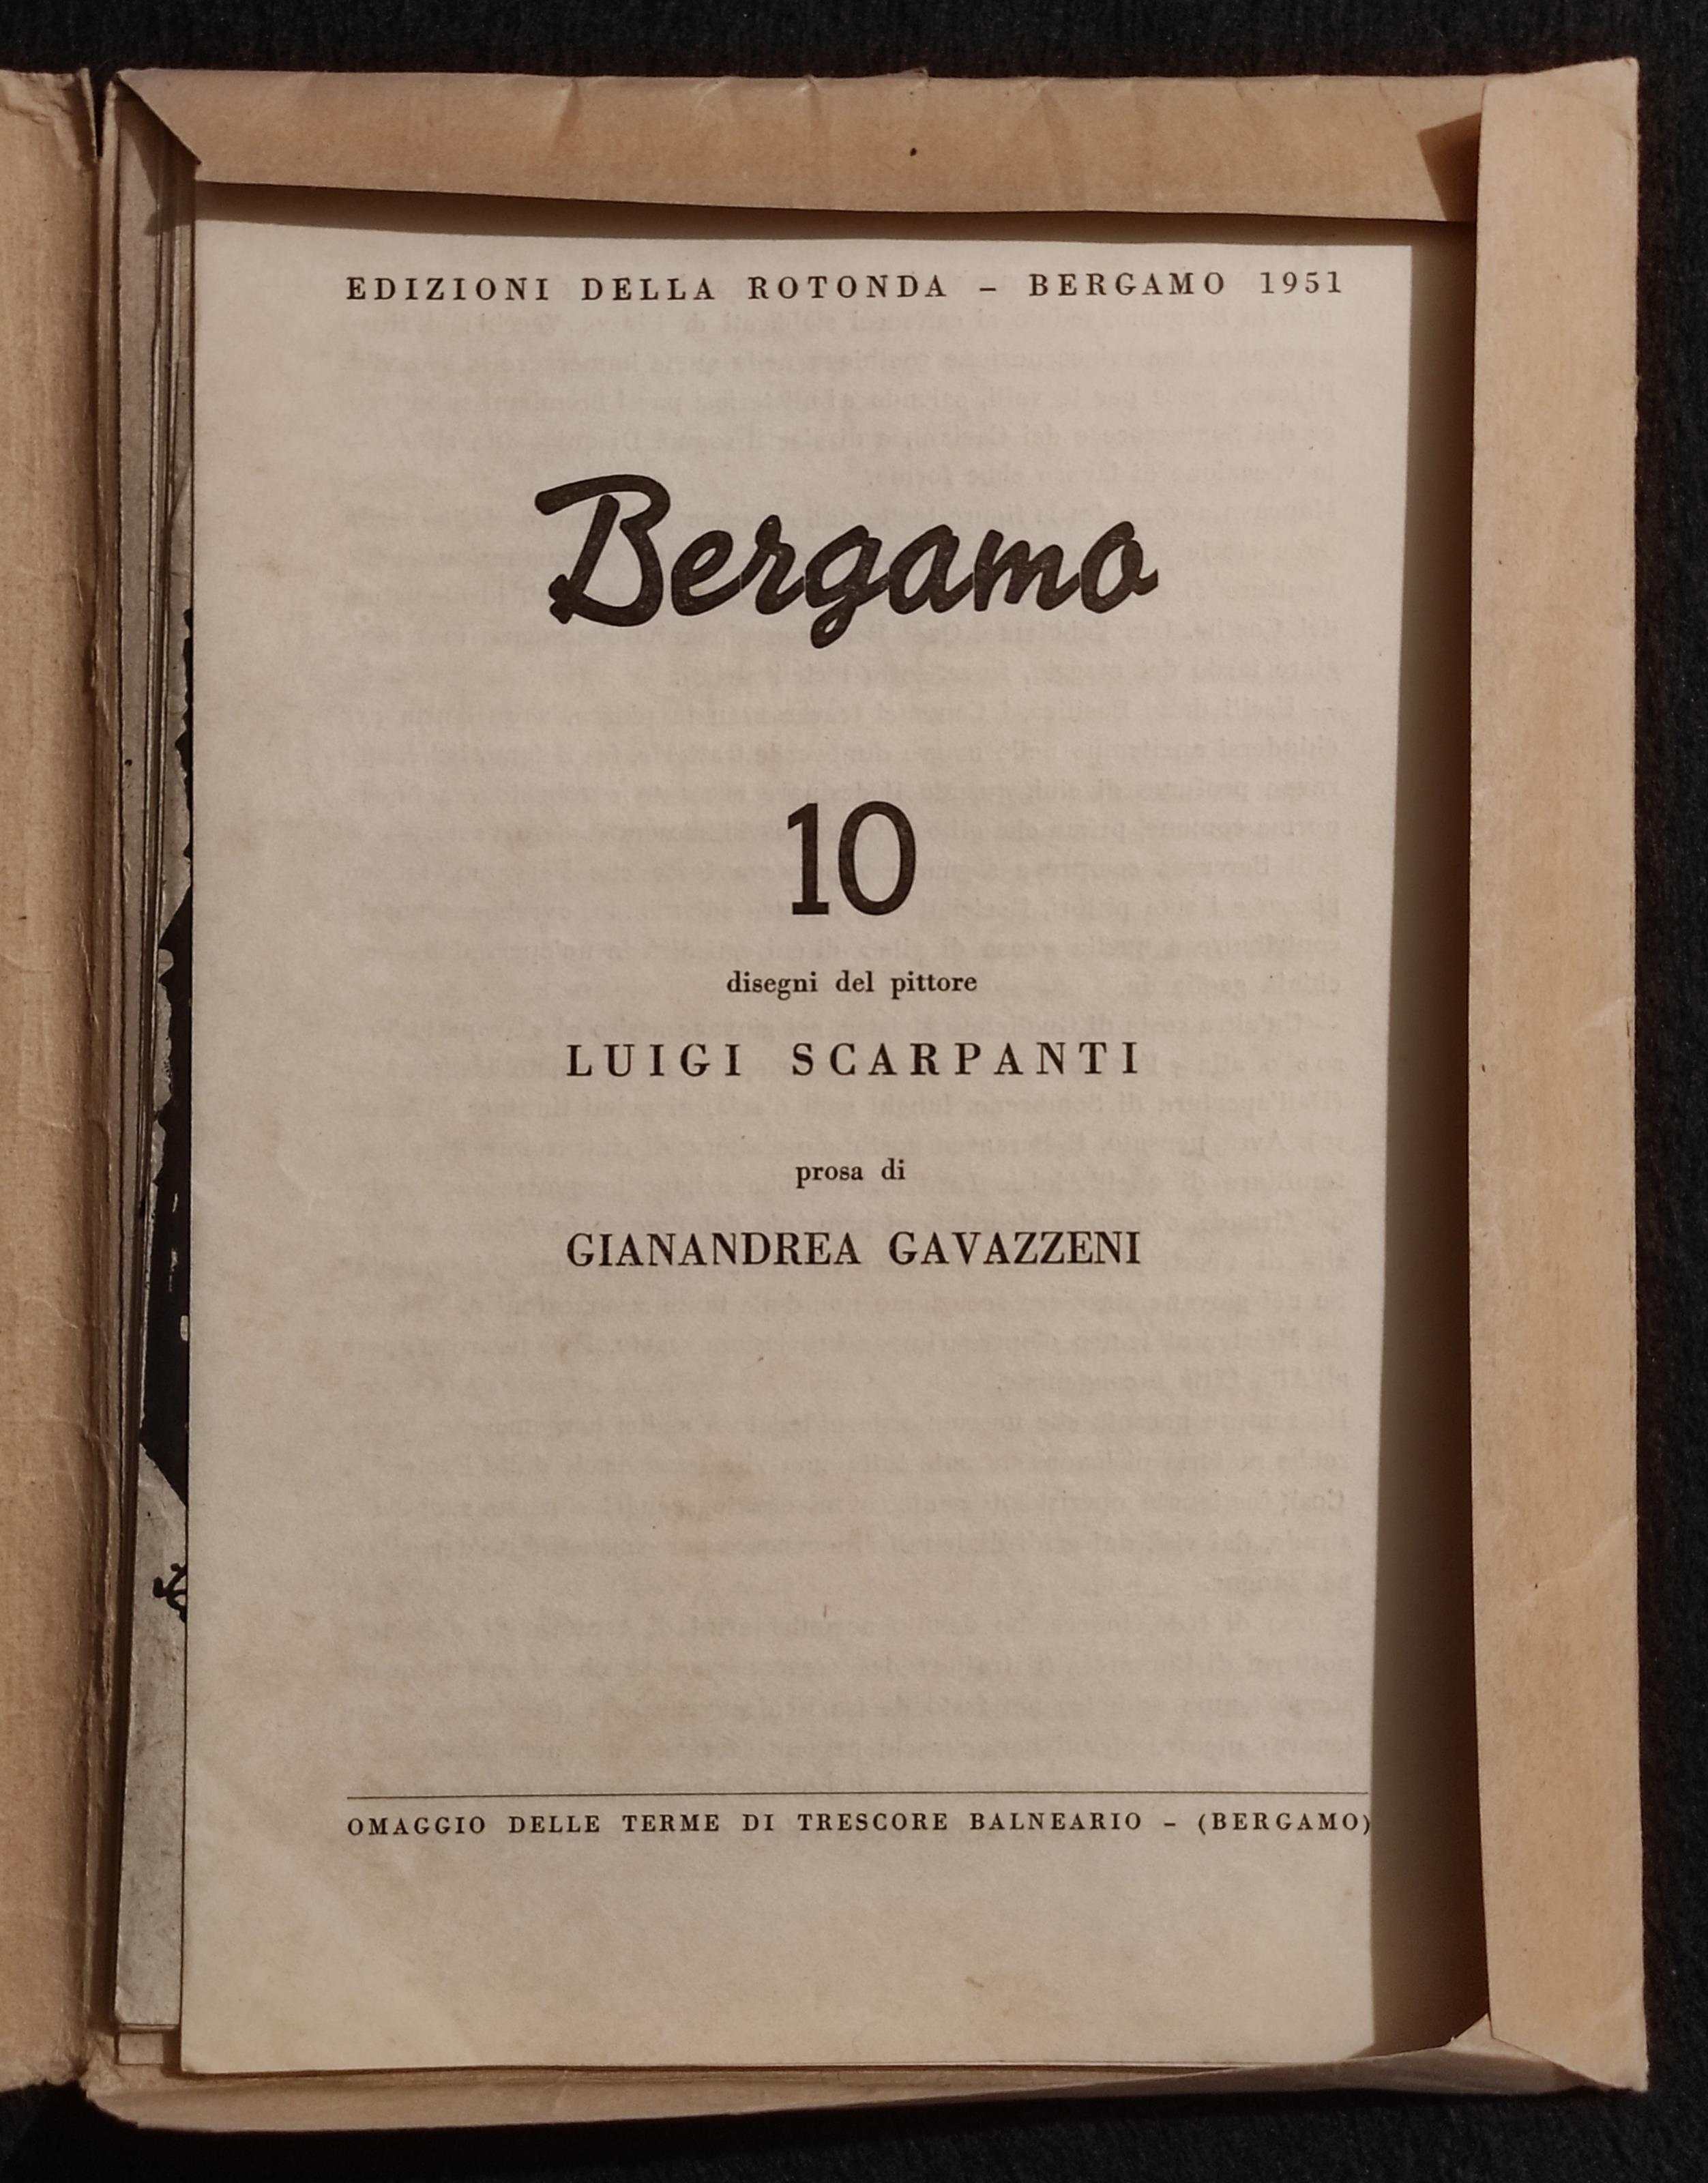 EDIZIONI DELLA ROTONDA – BERGAMO 1951
Bergamo
10
disegni del pittore
LUIGI SCARPANTI
prosa di
GIANANDREA GAVAZZENI
OMAGGIO DELLE TERME DI TRESCORE BALNEARIO – (BERGAMO)